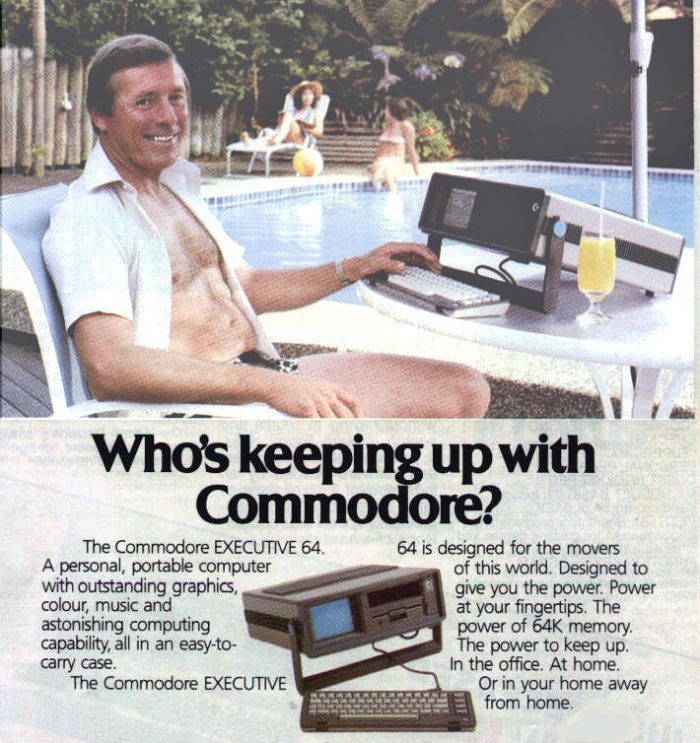 Who's keeping up with
Commodore?
The Commodore EXECUTIVE 64.
A personal, portable computer
with outstanding graphics,
colour, music and
astonishing computing
capability, all in an easy-to-
carry case.
The Commodore EXECUTIVE
64 is designed for the movers
of this world. Designed to
give you the power. Power
at your fingertips. The
power of 64K memory.
The power to keep up.
In the office. At home.
Or in your home away
from home.